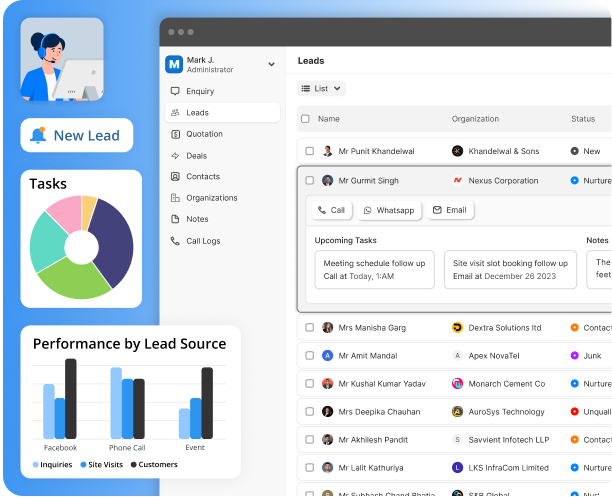 New Lead
Tasks
Performance by Lead Source
Facebook
Phone Call
Event
Inquiries
Site Visits
Customers
M
Mark J.
Administrator
Enquiry
Leads
Quotation
Deals
Contacts
Organizations
Notes
Call Logs
Leads
List
Name Organization Status
Mr Punit Khandelwal Khandelwal & Sons New
Mr Gurmit Singh Nexus Corporation Nurture
Call Whatsapp Email
Upcoming Tasks Notes
Meeting schedule follow up
Call at Today, 1:AM
Site visit slot booking follow up
Email at December 26 2023
The
feet
Mrs Manisha Garg Dextra Solutions ltd Contac
A Mr Amit Mandal A Apex NovaTel Junk
Mr Kushal Kumar Yadav Monarch Cement Co Nurture
Mrs Deepika Chauhan AuroSys Technology Unquali
Mr Akhilesh Pandit S Savvient Infotech LLP Contac
Mr Lalit Kathuriya L LKS InfraCom Limited Nurture
Mr Subhash Chand Bhatia S&B Global